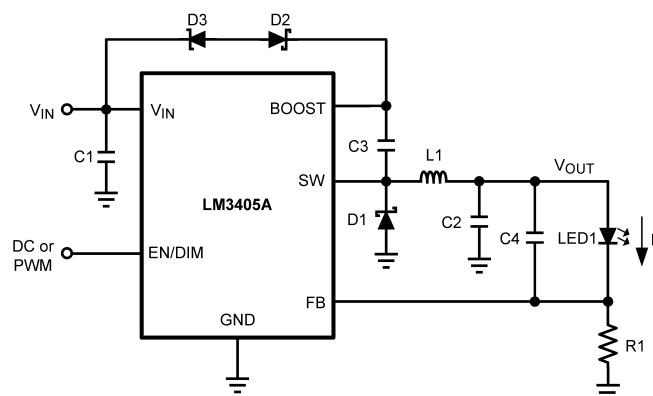 D3 D2
V_IN V_IN BOOST
C1 C3
L1
SW V_OUT
LM3405A
D1 C2 C4 LED1
DC or
PWM EN/DIM
FB
GND
R1